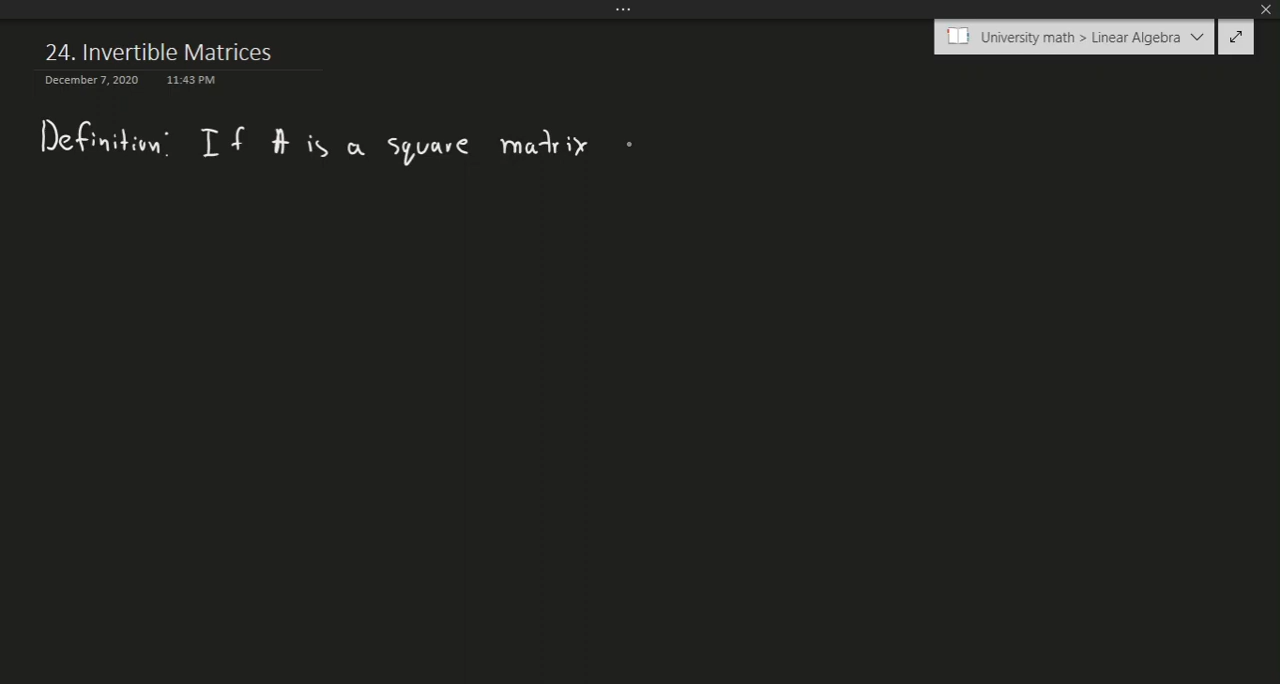 ...
University math > Linear Algebra
24. Invertible Matrices
December 7, 2020 11:43 PM
Definition: If A is a square matrix